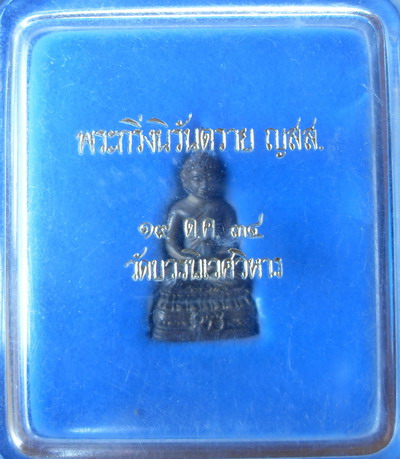 พระกริ่งนิรันตราย ญสส.
๑๙ ต.ค. ๓๔
วัดบวรนิเวศวิหาร